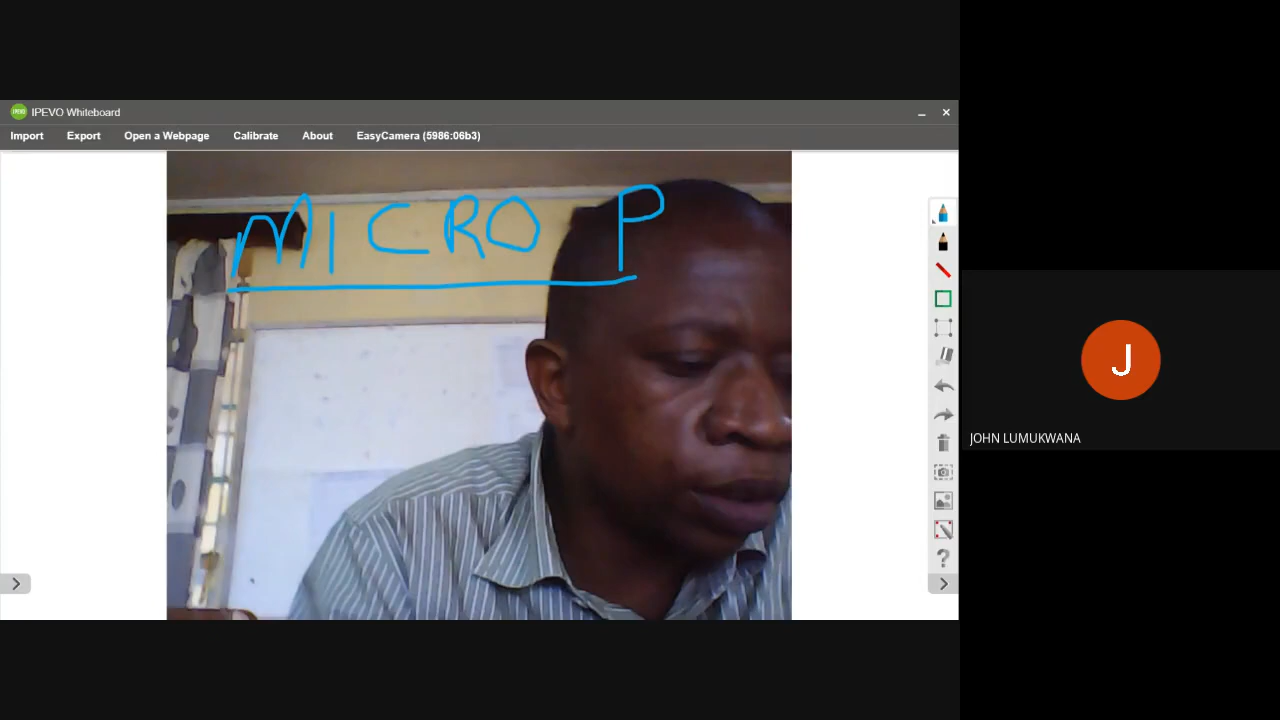 IPEVO Whiteboard
Import Export Open a Webpage Calibrate About EasyCamera (5986:06b3)
MICRO P
J
JOHN LUMUKWANA